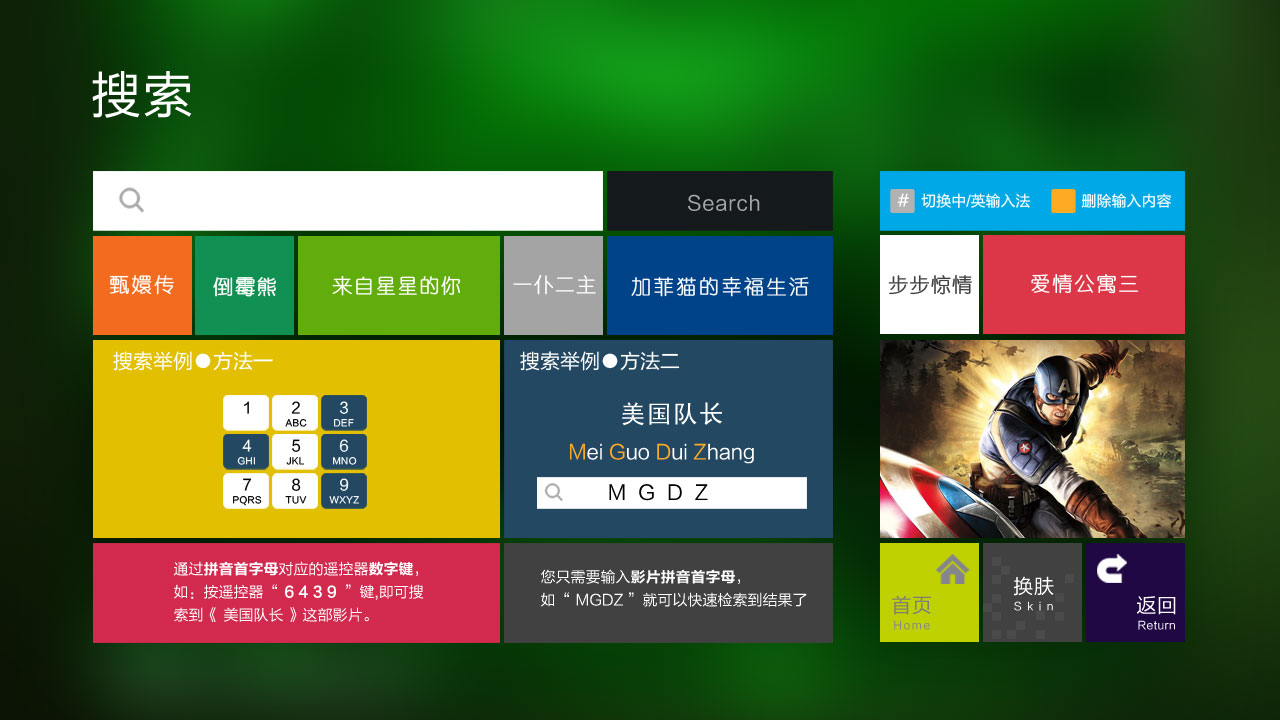 搜索
Search
# 切换中/英输入法 删除输入内容
甄嬛传
倒霉熊
来自星星的你
一仆二主
加菲猫的幸福生活
步步惊情
爱情公寓三
搜索举例●方法一
1
2
ABC
3
DEF
4
GHI
5
JKL
6
MNO
7
PQRS
8
TUV
9
WXYZ
搜索举例●方法二
美国队长
Mei Guo Dui Zhang
M G D Z
A
通过拼音首字母对应的遥控器数字键，
如：按遥控器“ 6 4 3 9 ”键,即可搜
索到《 美国队长 》这部影片。
您只需要输入影片拼音首字母，
如“ MGDZ ”就可以快速检索到结果了
首页
Home
换肤
Skin
返回
Return